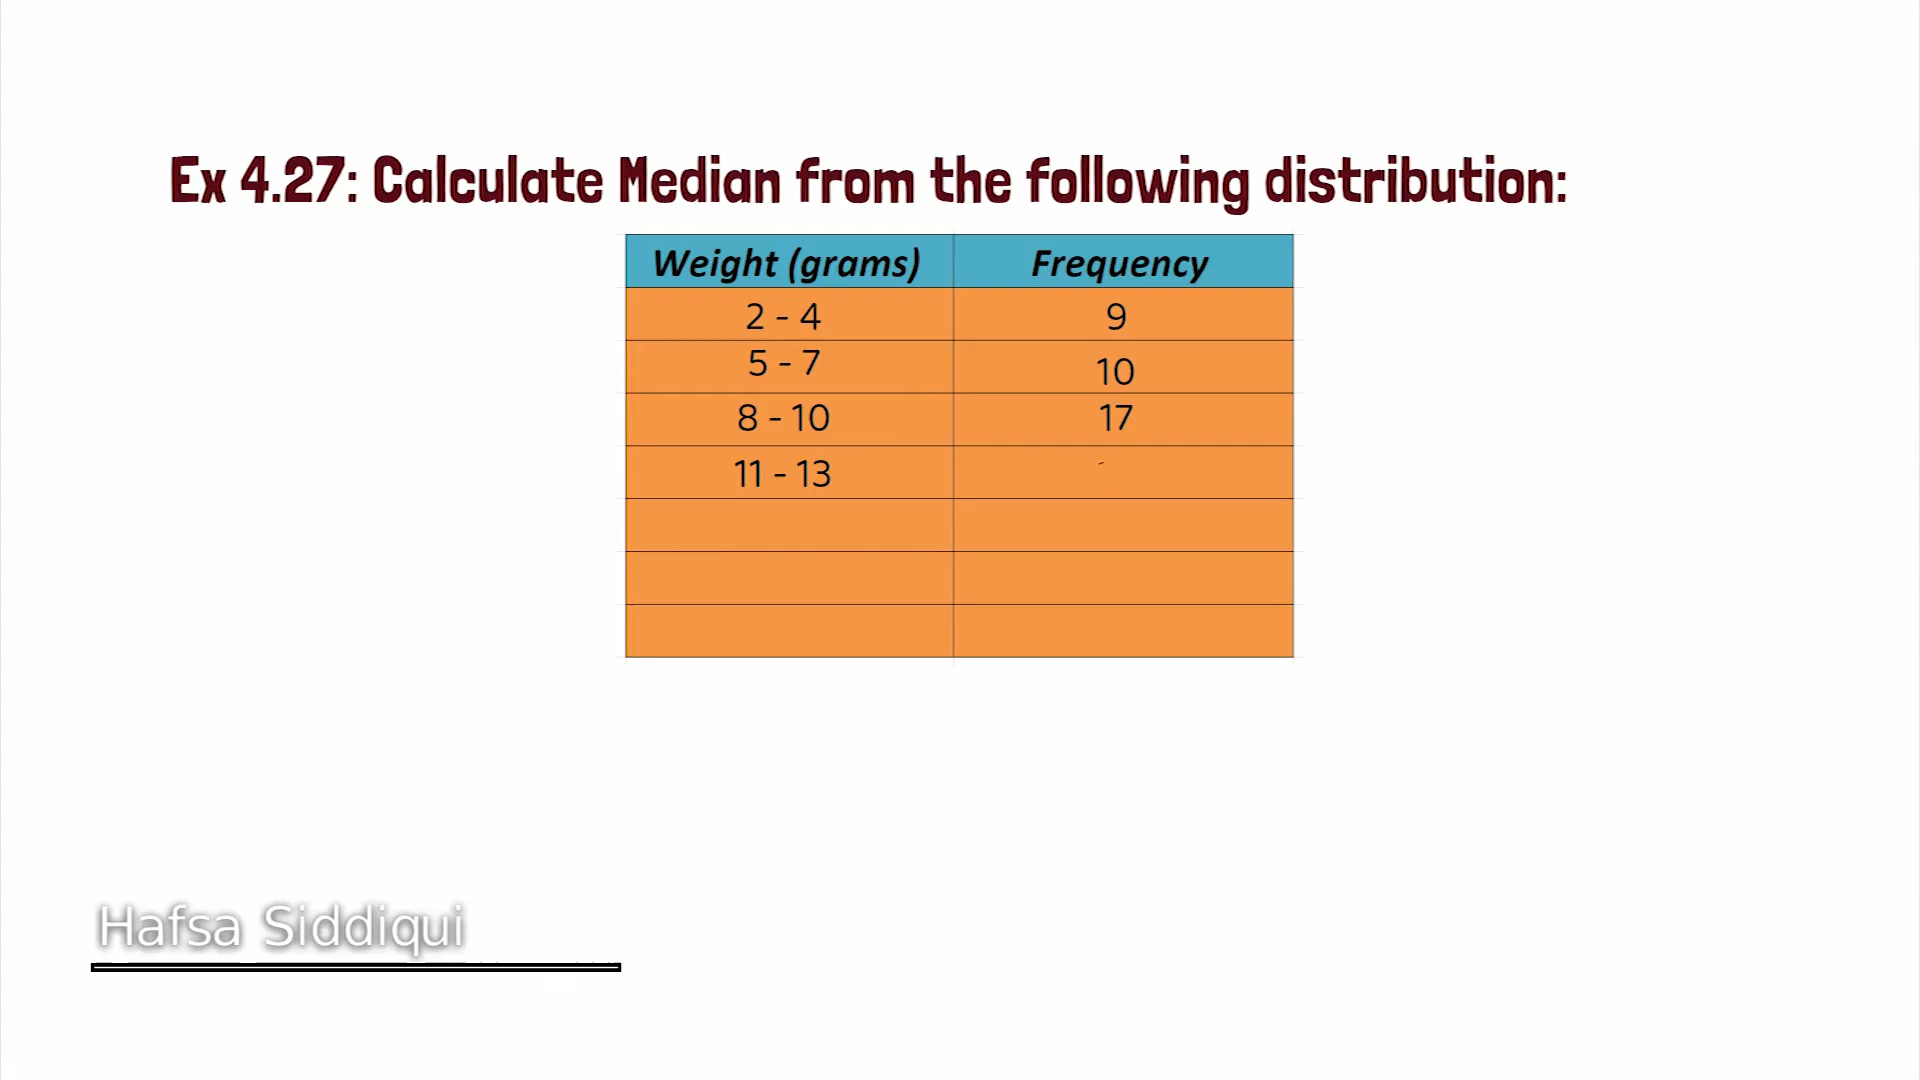 Ex 4.27: Calculate Median from the following distribution:
Weight (grams) Frequency
2 - 4 9
5 - 7 10
8 - 10 17
11 - 13
Hafsa Siddiqui